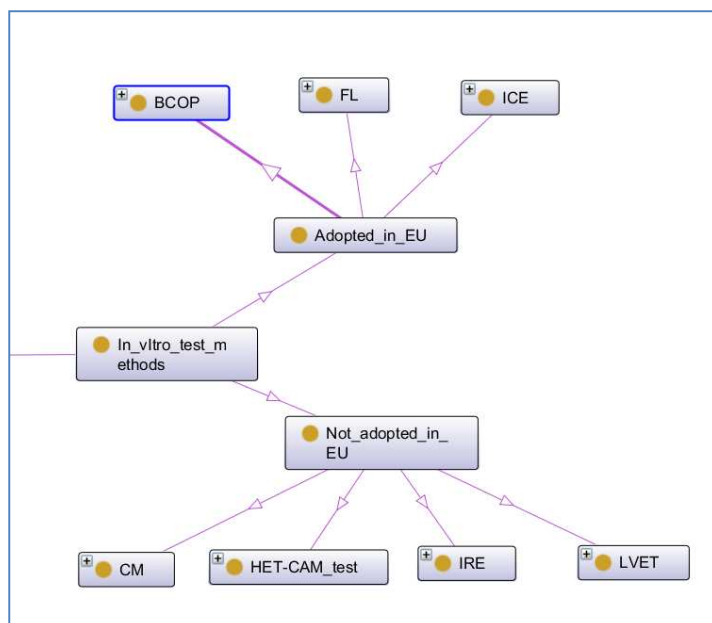 BCOP
FL
ICE
Adopted_in_EU
In_vItro_test_m
ethods
Not_adopted_in_
EU
CM
HET-CAM_test
IRE
LVET